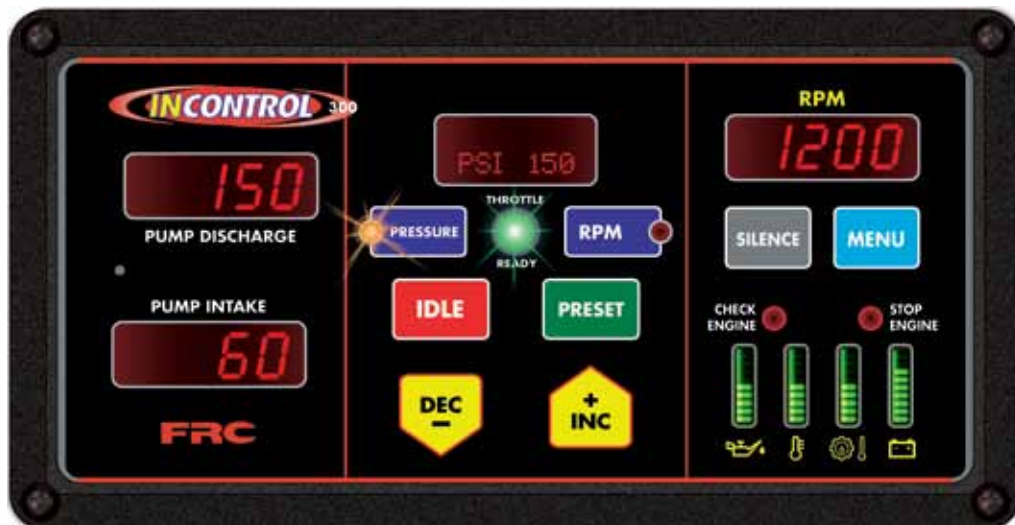 INCONTROL 300
150
PUMP DISCHARGE
PUMP INTAKE
60
FRC
PSI 150
THROTTLE
READY
PRESSURE
RPM
IDLE
PRESET
DEC
-
+
INC
RPM
1200
SILENCE
MENU
CHECK
ENGINE
STOP
ENGINE